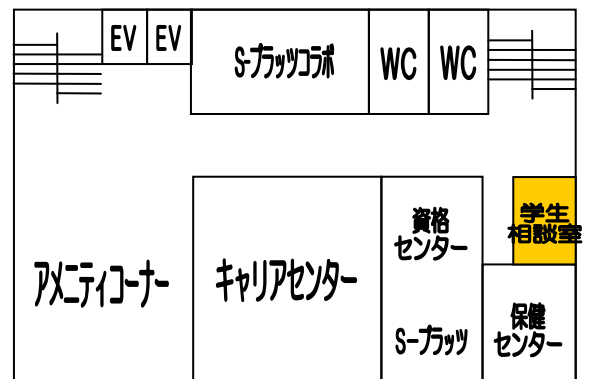 EV
EV
S-プラッツコラボ
WC
WC
学生
相談室
資格
センター
アメニティコーナー
キャリアセンター
S-プラッツ
保健
センター